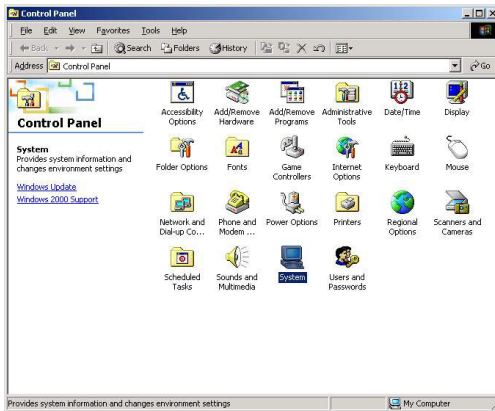 Control Panel
File Edit View Favorites Tools Help
Back Search Folders History
Address Control Panel Go
Control Panel
System
Provides system information and
changes environment settings
Windows Update
Windows 2000 Support
Accessibility
Options
Add/Remove
Hardware
Add/Remove
Programs
Administrative
Tools
Date/Time
Display
Folder Options
Fonts
Game
Controllers
Internet
Options
Keyboard
Mouse
Network and
Dial-up Co...
Phone and
Modem ...
Power Options
Printers
Regional
Options
Scanners and
Cameras
Scheduled
Tasks
Sounds and
Multimedia
System
Users and
Passwords
Provides system information and changes environment settings
My Computer